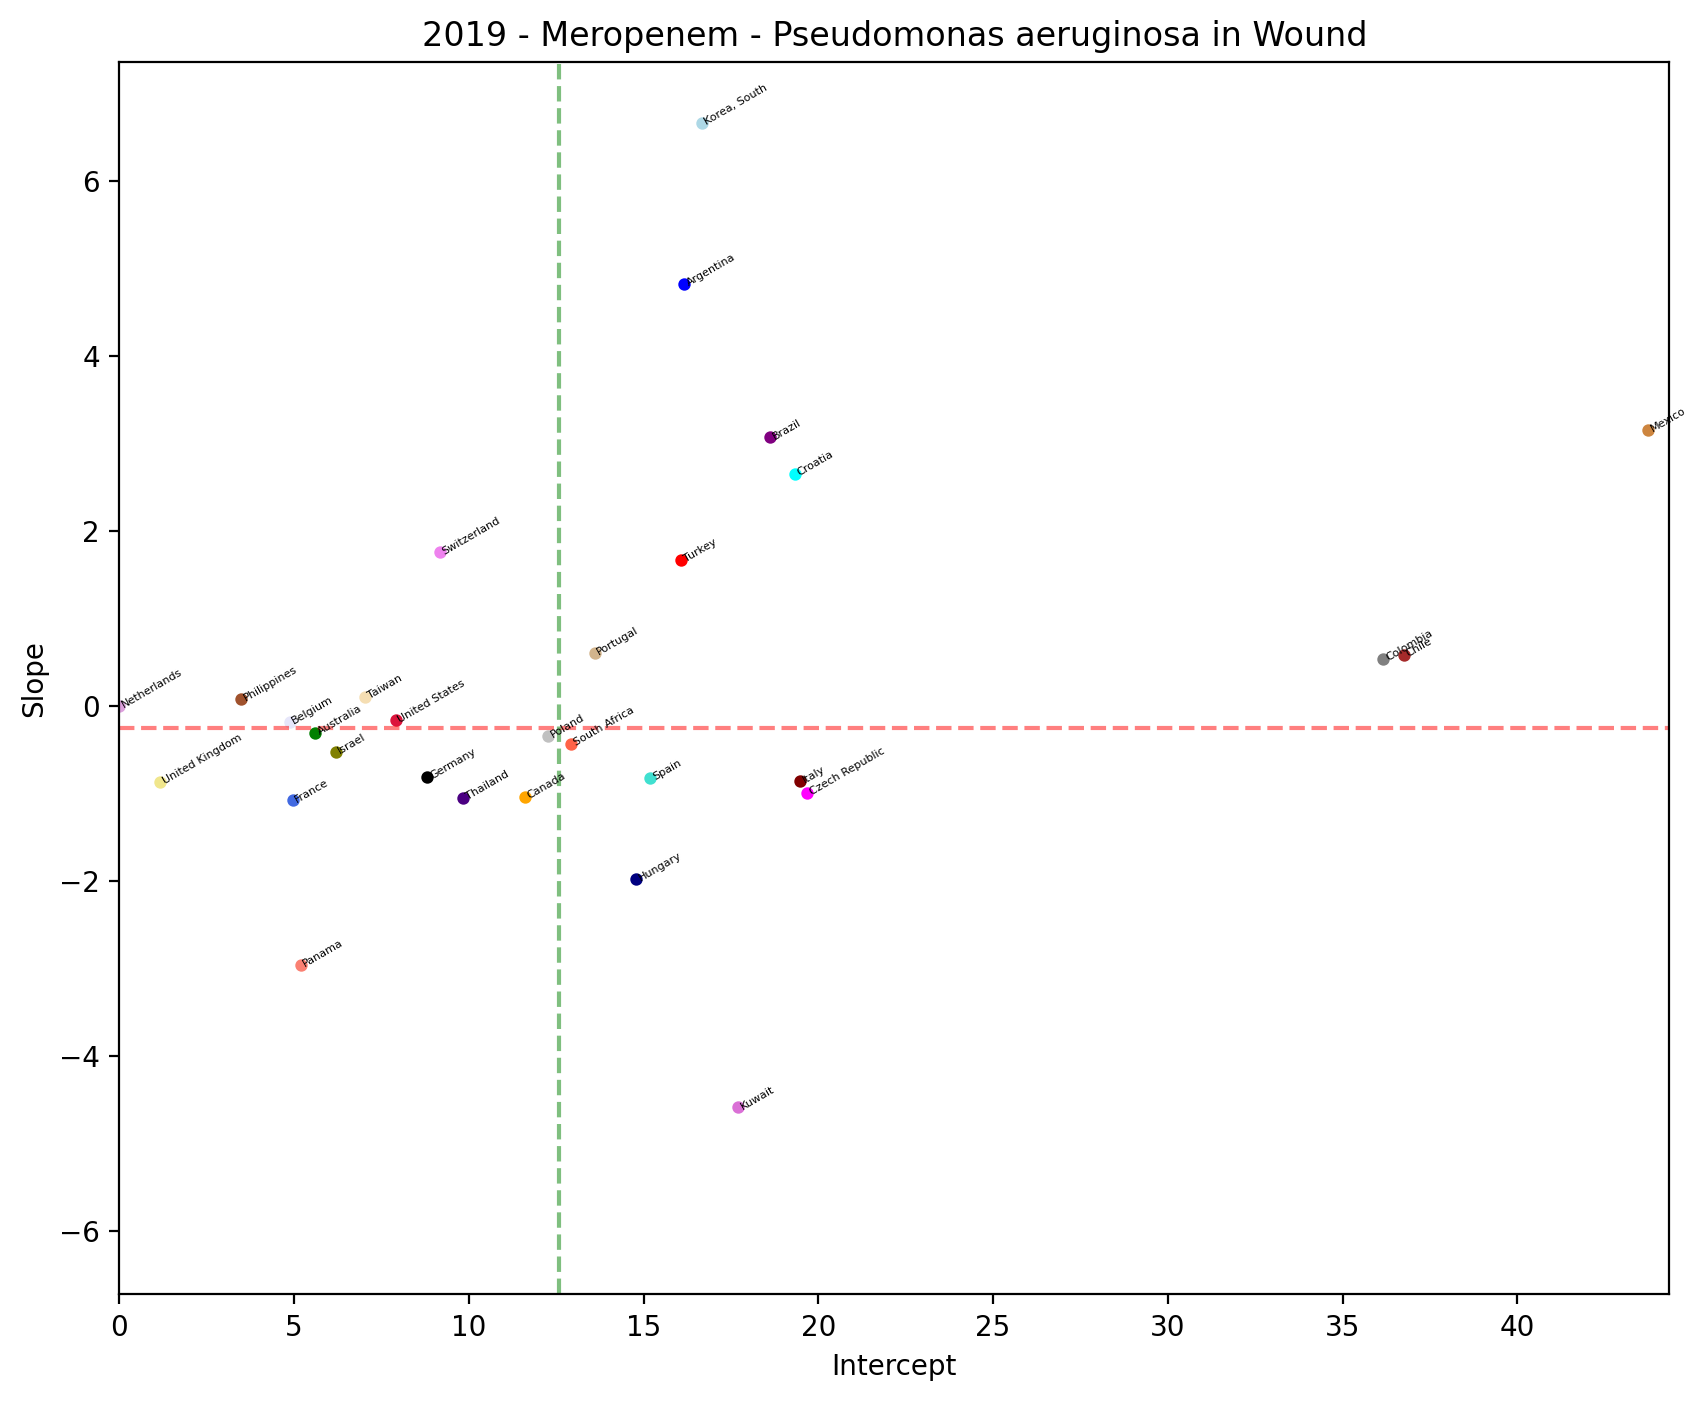 2019 - Meropenem - Pseudomonas aeruginosa in Wound
Korea, South
6
Argentina
4
Mexico
Brazil
Croatia
2
Switzerland
Turkey
Portugal
Colombia
Chile
Slope
0
Netherlands
Philippines
Taiwan
Belgium
United States
Australia
Poland
South Africa
Israel
United Kingdom
Germany
Spain
Italy
Czech Republic
France
Thailand
Canada
−2
Hungary
Panama
−4
Kuwait
−6
0 5 10 15 20 25 30 35 40
Intercept